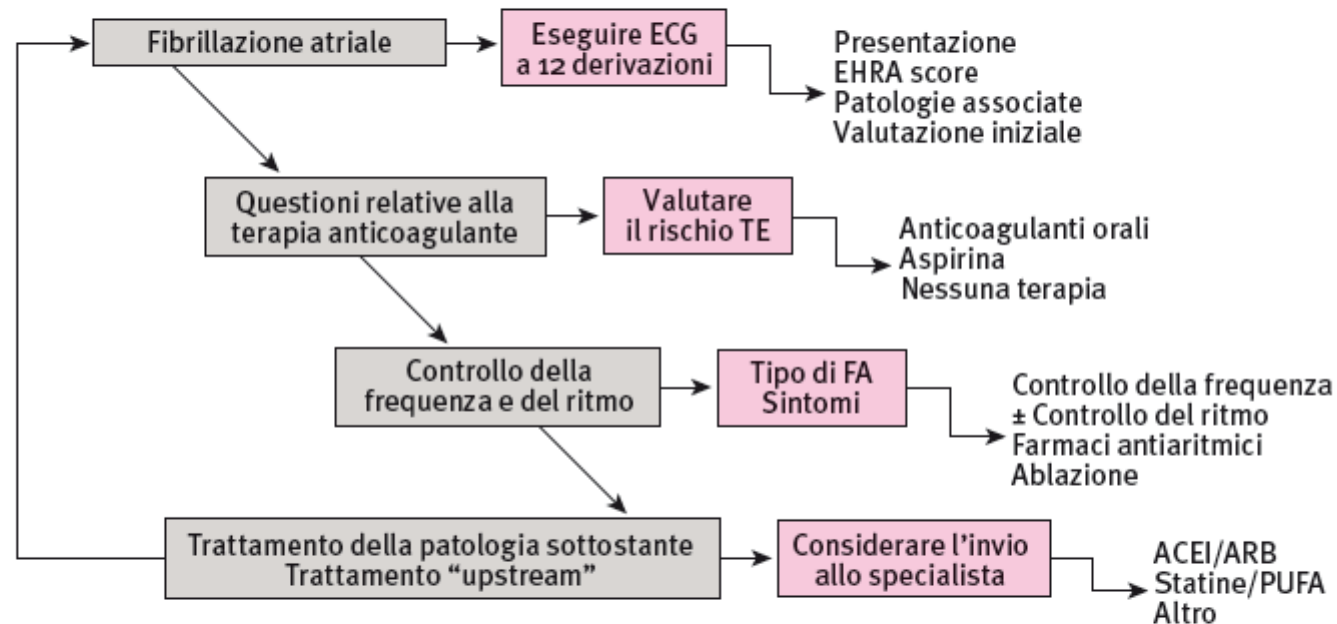 Fibrillazione atriale
Eseguire ECG
a 12 derivazioni
Presentazione
EHRA score
Patologie associate
Valutazione iniziale
Questioni relative alla
terapia anticoagulante
Valutare
il rischio TE
Anticoagulanti orali
Aspirina
Nessuna terapia
Controllo della
frequenza e del ritmo
Tipo di FA
Sintomi
Controllo della frequenza
± Controllo del ritmo
Farmaci antiaritmici
Ablazione
Trattamento della patologia sottostante
Trattamento “upstream”
Considerare l’invio
allo specialista
ACEI/ARB
Statine/PUFA
Altro